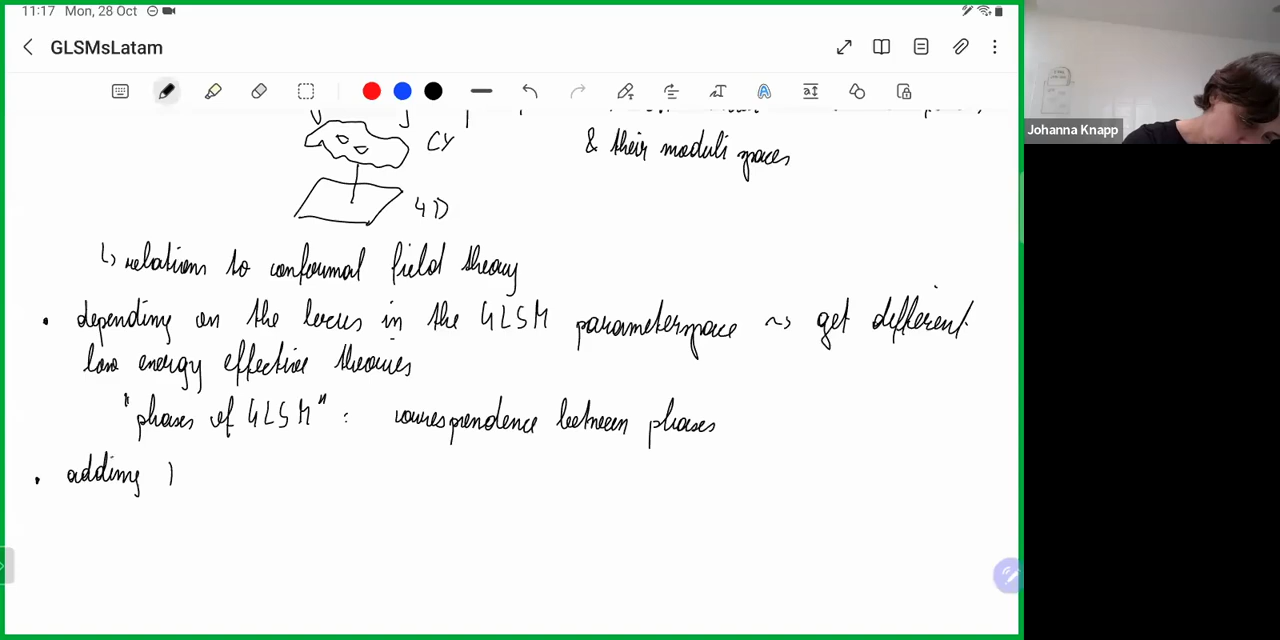 11:17 Mon, 28 Oct
GLSMsLatam
Johanna Knapp
CY
& their moduli spaces
4D
↳ relations to conformal field theory
• depending on the locus in the GLSM parameterspace ~> get different
low energy effective theories
"phases of GLSM" : correspondence between phases
• adding